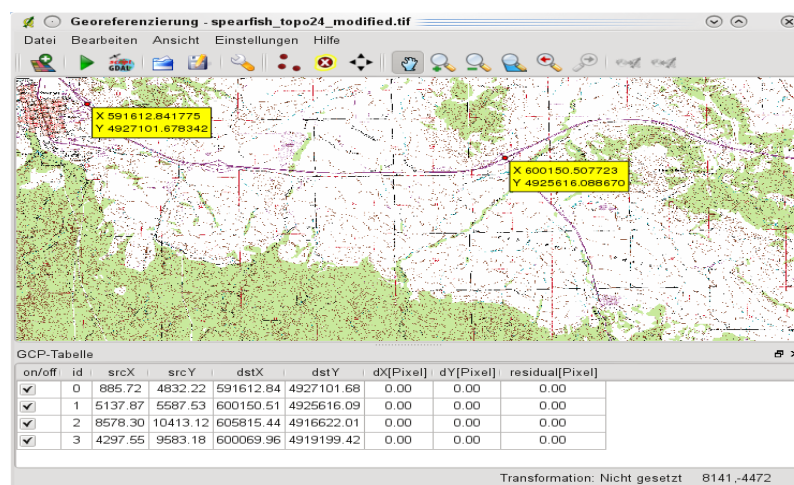 Georeferenzierung - spearfish_topo24_modified.tif
Datei Bearbeiten Ansicht Einstellungen Hilfe
GDAL
X 591612.841775
Y 4927101.678342
X 600150.507723
Y 4925616.088670
GCP-Tabelle
on/off id srcX srcY dstX dstY dX[Pixel] dY[Pixel] residual[Pixel]
0 885.72 4832.22 591612.84 4927101.68 0.00 0.00 0.00
1 5137.87 5587.53 600150.51 4925616.09 0.00 0.00 0.00
2 8578.30 10413.12 605815.44 4916622.01 0.00 0.00 0.00
3 4297.55 9583.18 600069.96 4919199.42 0.00 0.00 0.00
Transformation: Nicht gesetzt 8141,-4472